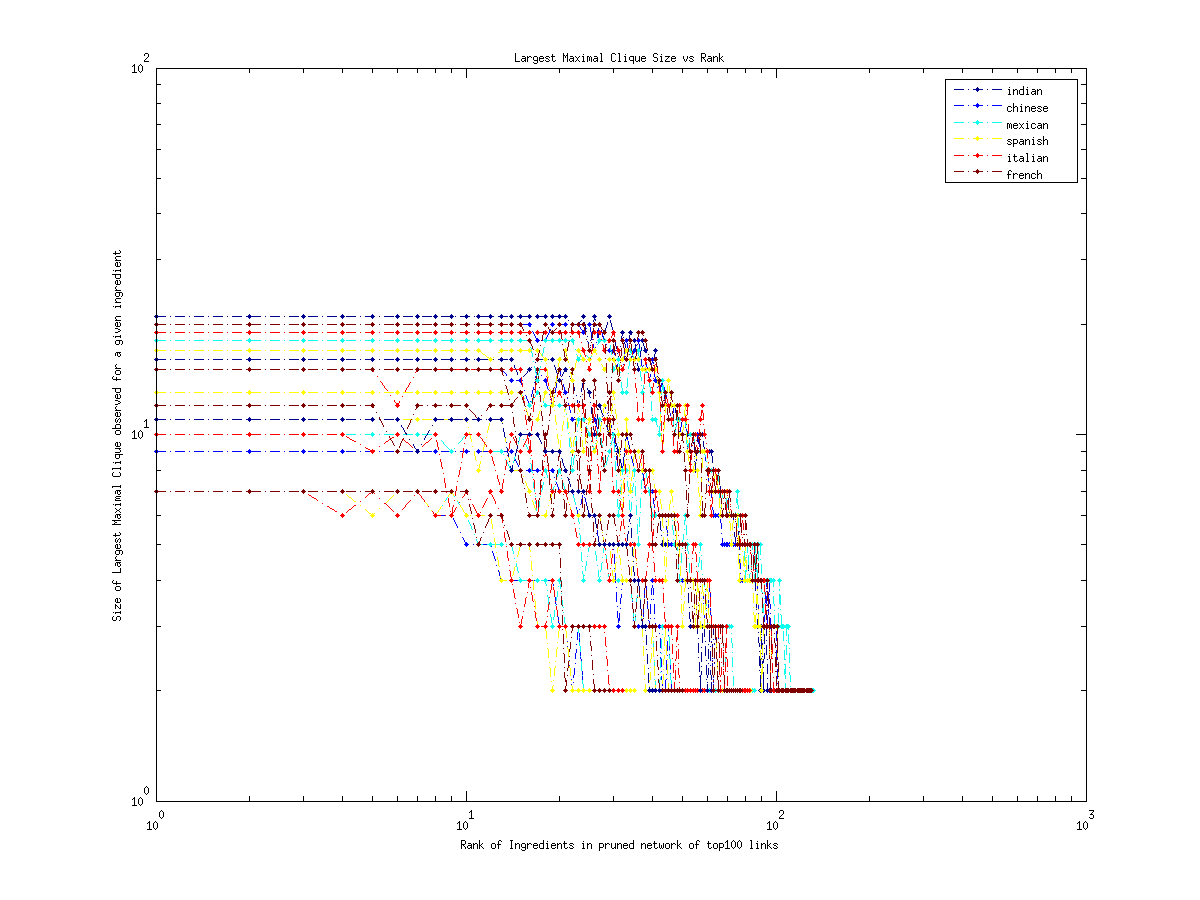 Largest Maximal Clique Size vs Rank
10^2
indian
chinese
mexican
spanish
italian
french
Size of Largest Maximal Clique observed for a given ingredient
10^1
10^0
10^0 10^1 10^2 10^3
Rank of Ingredients in pruned network of top100 links